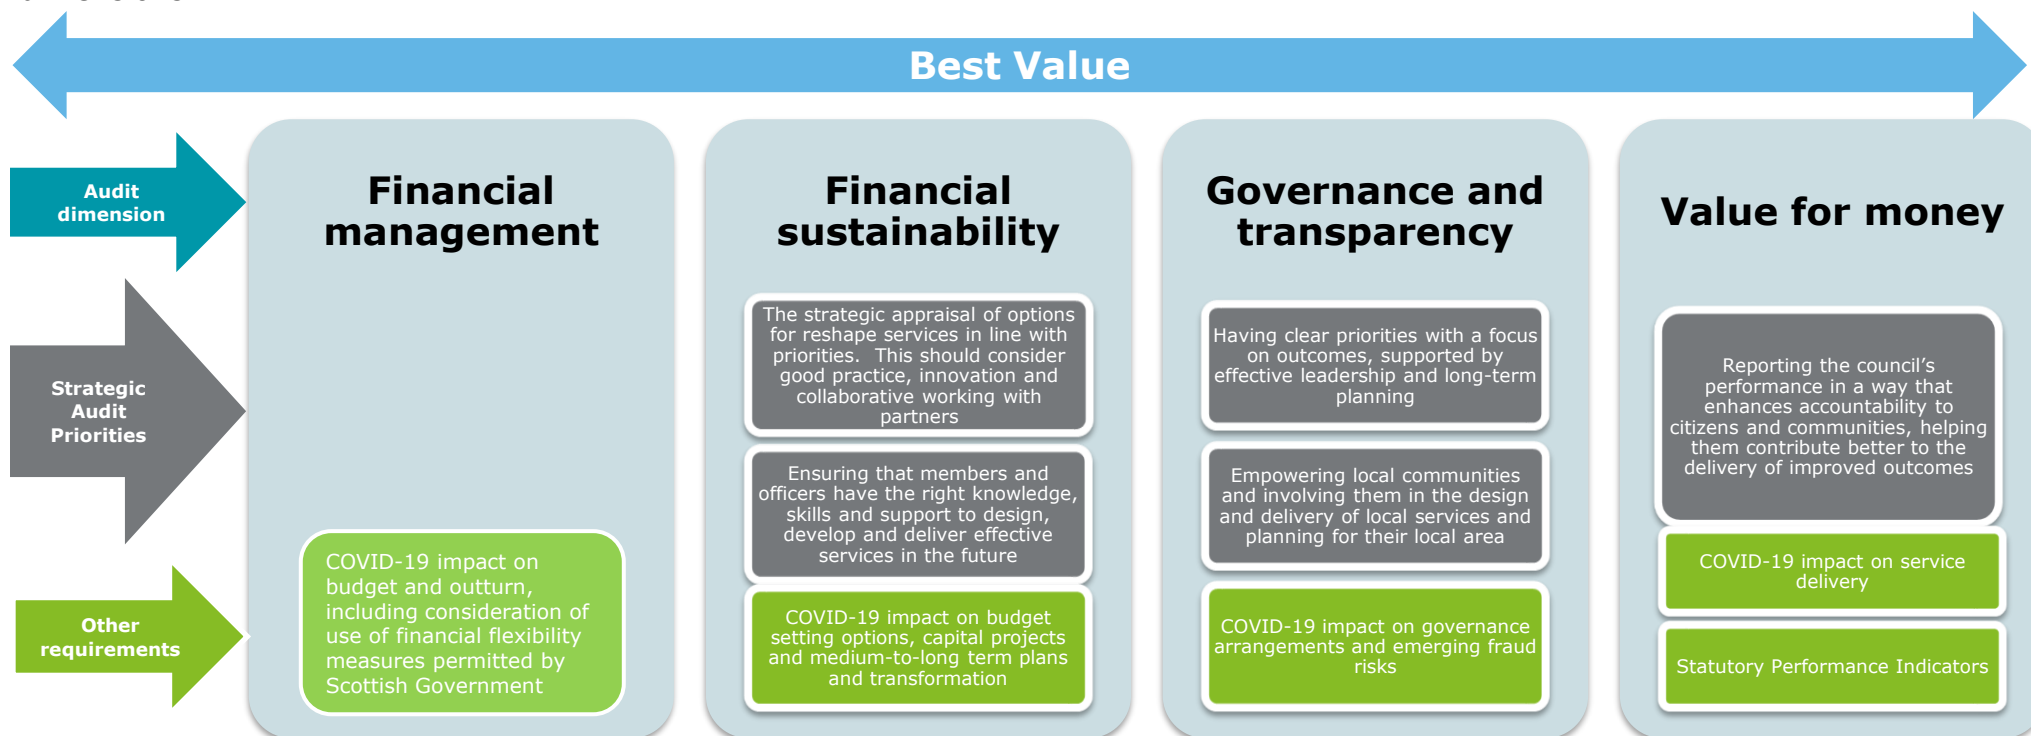 Best Value
Audit
dimension
Financial
management
Financial
sustainability
Governance and
transparency
Value for money
Strategic
Audit
Priorities
The strategic appraisal of options
for reshape services in line with
priorities.  This should consider
good practice, innovation and
collaborative working with
partners
Ensuring that members and
officers have the right knowledge,
skills and support to design,
develop and deliver effective
services in the future
Having clear priorities with a focus
on outcomes, supported by
effective leadership and long-term
planning
Empowering local communities
and involving them in the design
and delivery of local services and
planning for their local area
Reporting the council’s
performance in a way that
enhances accountability to
citizens and communities, helping
them contribute better to the
delivery of improved outcomes
Other
requirements
COVID-19 impact on
budget and outturn,
including consideration of
use of financial flexibility
measures permitted by
Scottish Government
COVID-19 impact on budget
setting options, capital projects
and medium-to-long term plans
and transformation
COVID-19 impact on governance
arrangements and emerging fraud
risks
COVID-19 impact on service
delivery
Statutory Performance Indicators